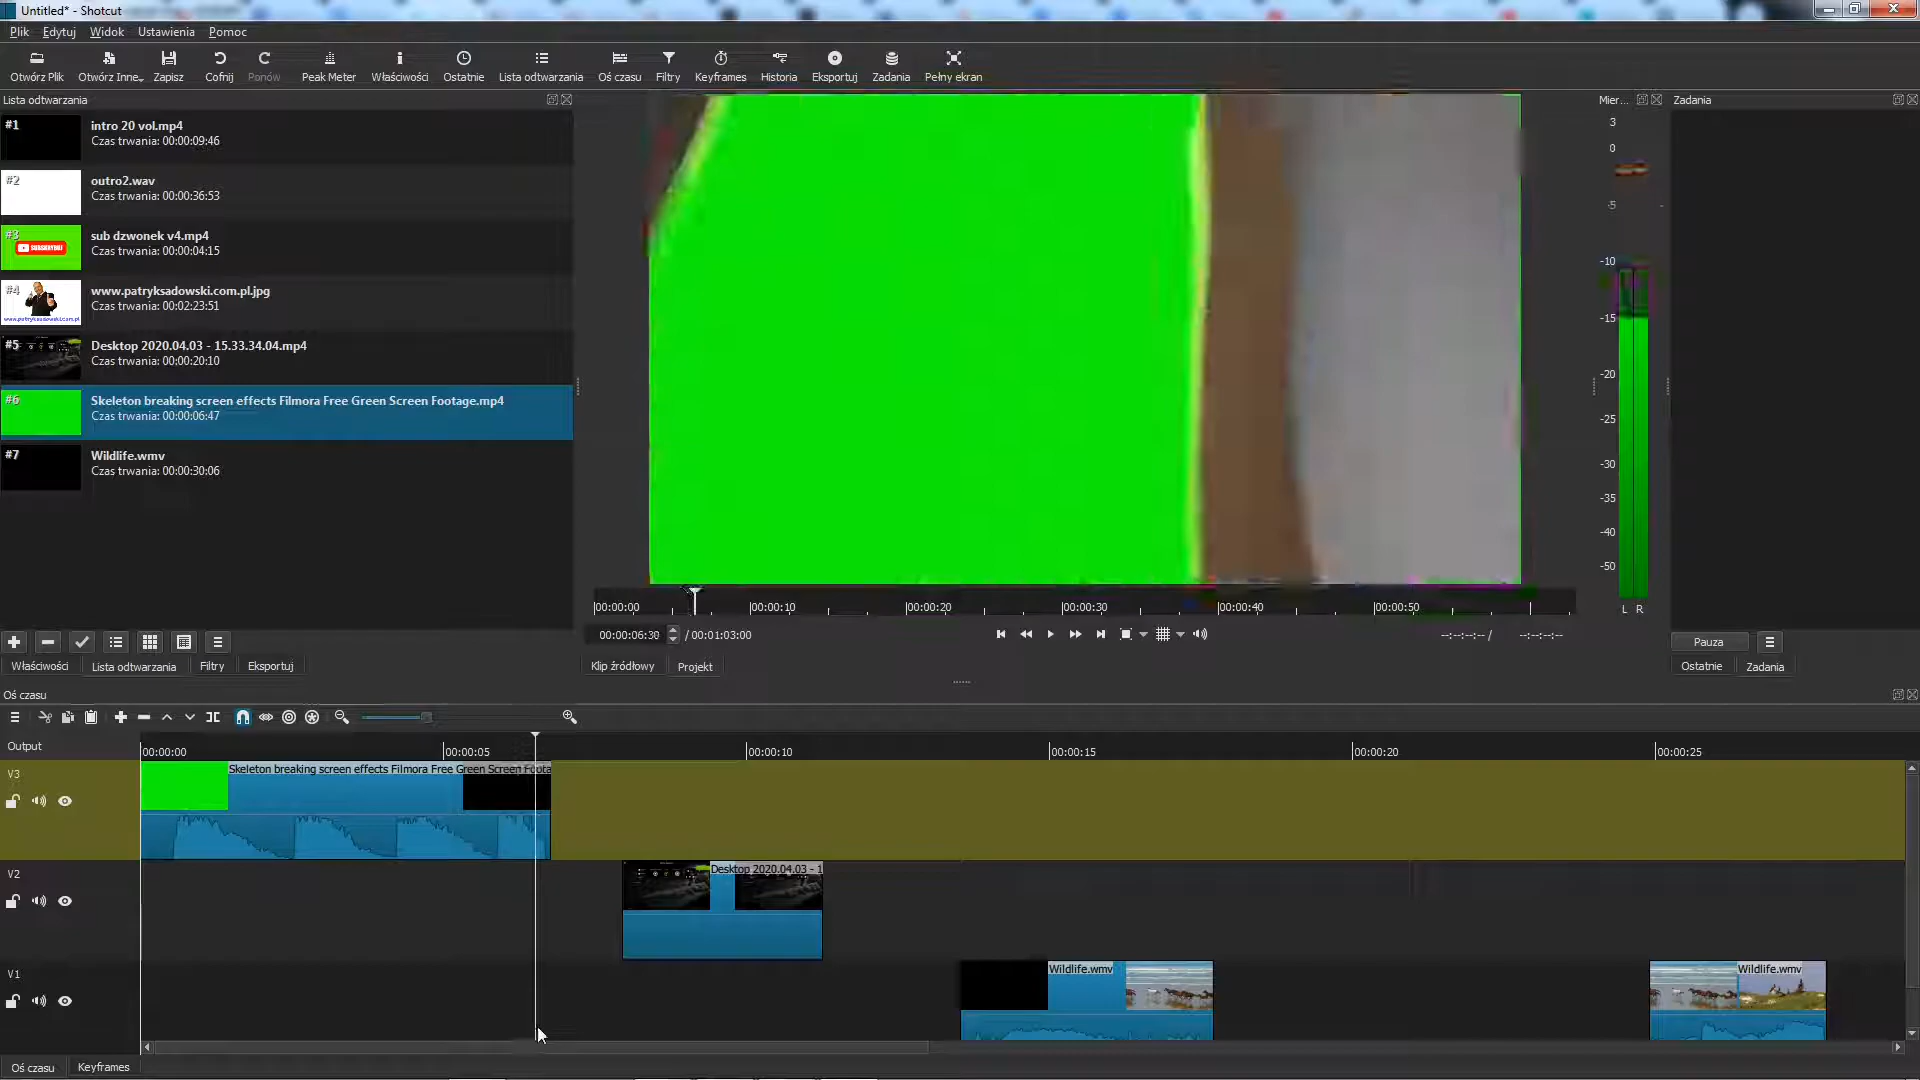 Untitled* - Shotcut
Plik Edytuj Widok Ustawienia Pomoc
Otwórz Plik Otwórz Inne... Zapisz Cofnij Ponów Peak Meter Właściwości Ostatnie Lista odtwarzania Oś czasu Filtry Keyframes Historia Eksportuj Zadania Pełny ekran
Lista odtwarzania
#1 intro 20 vol.mp4
Czas trwania: 00:00:09:46
#2 outro2.wav
Czas trwania: 00:00:36:53
#3 sub dzwonek v4.mp4
Czas trwania: 00:00:04:15
#4 www.patryksadowski.com.pl.jpg
Czas trwania: 00:02:23:51
www.patryksadowski.com.pl
#5 Desktop 2020.04.03 - 15.33.34.04.mp4
Czas trwania: 00:00:20:10
#6 Skeleton breaking screen effects Filmora Free Green Screen Footage.mp4
Czas trwania: 00:00:06:47
#7 Wildlife.wmv
Czas trwania: 00:00:30:06
Mier...
Zadania
3
0
-5
-10
-15
-20
-25
-30
-35
-40
-50
L R
00:00:00 00:00:10 00:00:20 00:00:30 00:00:40 00:00:50
00:00:06:30 / 00:01:03:00
--:--:--:-- / --:--:--:--
Pauza
Właściwości Lista odtwarzania Filtry Eksportuj
Klip źródłowy Projekt
Ostatnie Zadania
Oś czasu
Output
00:00:00 00:00:05 00:00:10 00:00:15 00:00:20 00:00:25
V3
Skeleton breaking screen effects Filmora Free Green Screen Foota
V2
Desktop 2020.04.03 - 1
V1
Wildlife.wmv
Wildlife.wmv
Oś czasu Keyframes